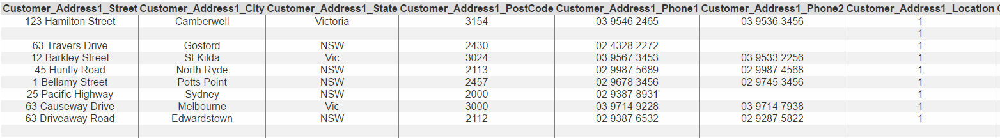 Customer_Address1_Street Customer_Address1_City Customer_Address1_State Customer_Address1_PostCode Customer_Address1_Phone1 Customer_Address1_Phone2 Customer_Address1_Location
123 Hamilton Street Camberwell Victoria 3154 03 9546 2465 03 9536 3456 1
1
63 Travers Drive Gosford NSW 2430 02 4328 2272 1
12 Barkley Street St Kilda Vic 3024 03 9567 3453 03 9533 2256 1
45 Huntly Road North Ryde NSW 2113 02 9987 5689 02 9987 4568 1
1 Bellamy Street Potts Point NSW 2457 02 9678 3456 02 9745 3456 1
25 Pacific Highway Sydney NSW 2000 02 9387 8931 1
63 Causeway Drive Melbourne Vic 3000 03 9714 9228 03 9714 7938 1
63 Driveaway Road Edwardstown NSW 2112 02 9387 6532 02 9287 5822 1